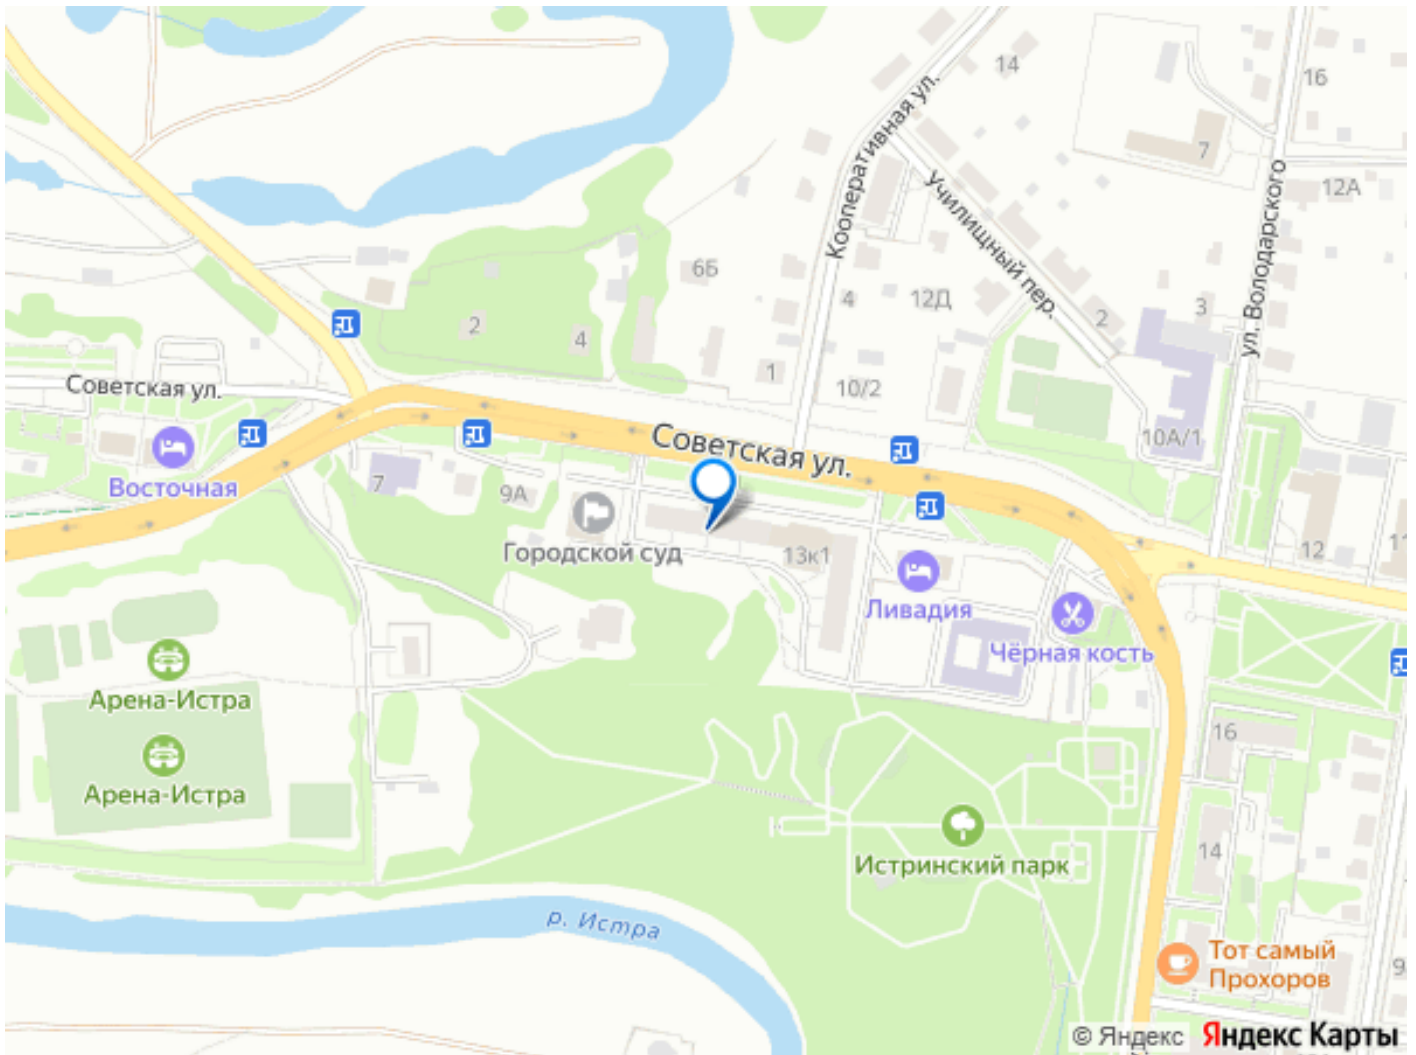 14
16
Кооперативная ул.
7
Училищный пер.
12А
ул. Володарского
6Б
4
12Д
3
2
2
4
1
10/2
Советская ул.
10А/1
Советская ул.
Восточная
7
9А
Городской суд
13к1
12
11
Ливадия
Чёрная кость
Арена-Истра
16
Арена-Истра
14
Истринский парк
р. Истра
Тот самый
Прохоров
9
© Яндекс
Яндекс Карты